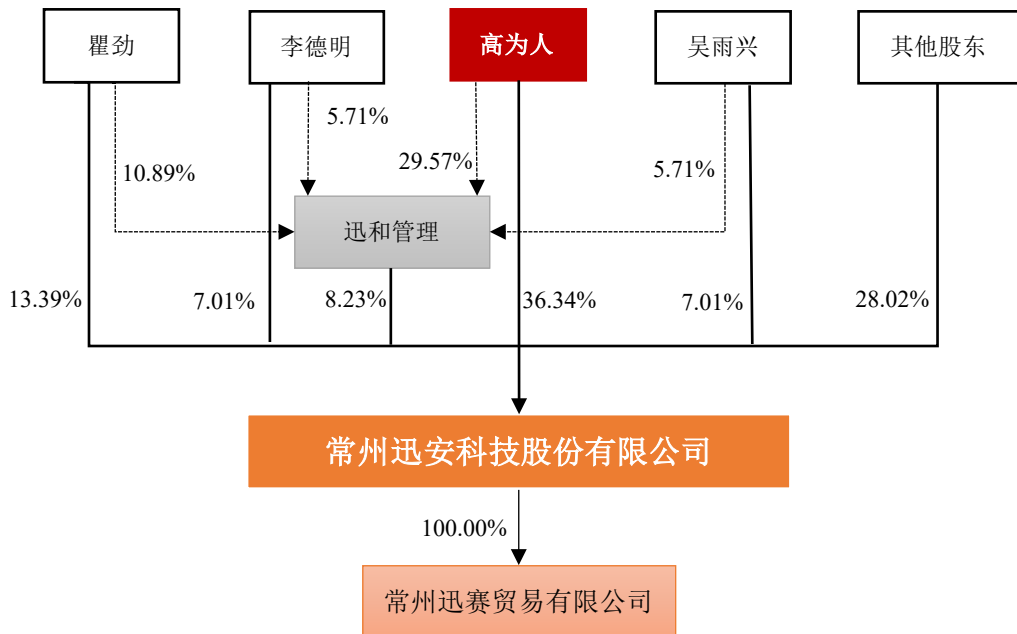 瞿劲
李德明
高为人
吴雨兴
其他股东
5.71%
10.89%
29.57%
5.71%
迅和管理
13.39%
7.01%
8.23%
36.34%
7.01%
28.02%
常州迅安科技股份有限公司
100.00%
常州迅赛贸易有限公司